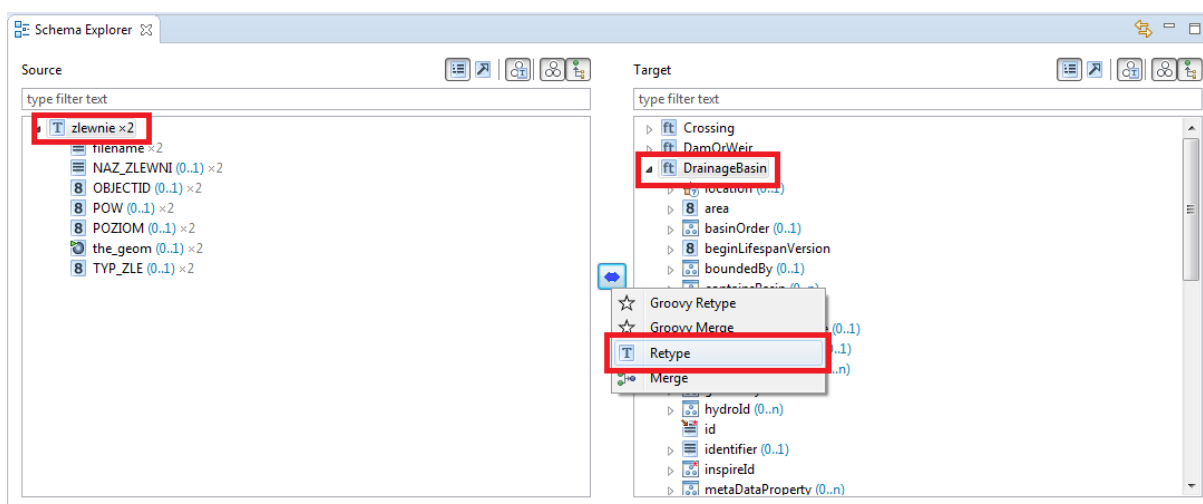 Schema Explorer
Source
type filter text
zlewnie ×2
filename ×2
NAZ_ZLEWNI (0..1) ×2
OBJECTID (0..1) ×2
POW (0..1) ×2
POZIOM (0..1) ×2
the_geom (0..1) ×2
TYP_ZLE (0..1) ×2
Target
type filter text
Crossing
DamOrWeir
DrainageBasin
location (0..1)
area
basinOrder (0..1)
beginLifespanVersion
boundedBy (0..1)
containsBasin (0..n)
(0..1)
..1)
..n)
hydroId (0..n)
id
identifier (0..1)
inspireId
metaDataProperty (0..n)
Groovy Retype
Groovy Merge
Retype
Merge